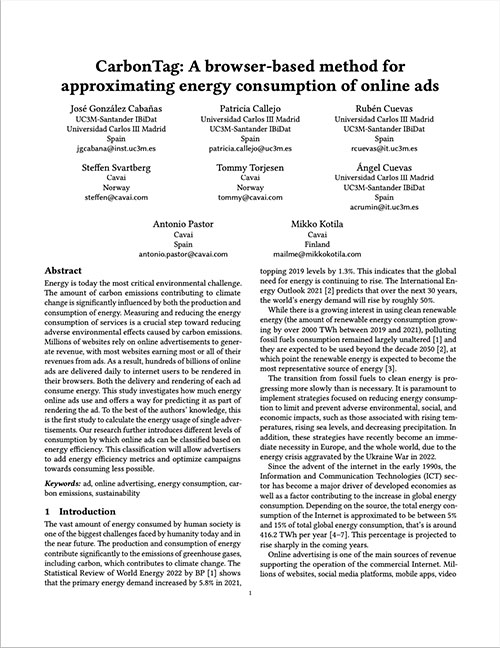 CarbonTag: A browser-based method for
approximating energy consumption of online ads
José González Cabañas
UC3M-Santander IBiDat
Universidad Carlos III Madrid
Spain
jgcabana@inst.uc3m.es
Patricia Callejo
Universidad Carlos III Madrid
UC3M-Santander IBiDat
Spain
patricia.callejo@uc3m.es
Rubén Cuevas
Universidad Carlos III Madrid
UC3M-Santander IBiDat
Spain
rcuevas@it.uc3m.es
Steffen Svartberg
Cavai
Norway
steffen@cavai.com
Tommy Torjesen
Cavai
Norway
tommy@cavai.com
Ángel Cuevas
Universidad Carlos III Madrid
UC3M-Santander IBiDat
Spain
acrumin@it.uc3m.es
Antonio Pastor
Cavai
Spain
antonio.pastor@cavai.com
Mikko Kotila
Cavai
Finland
mailme@mikkokotila.com
Abstract
Energy is today the most critical environmental challenge.
The amount of carbon emissions contributing to climate
change is significantly influenced by both the production and
consumption of energy. Measuring and reducing the energy
consumption of services is a crucial step toward reducing
adverse environmental effects caused by carbon emissions.
Millions of websites rely on online advertisements to gener-
ate revenue, with most websites earning most or all of their
revenues from ads. As a result, hundreds of billions of online
ads are delivered daily to internet users to be rendered in
their browsers. Both the delivery and rendering of each ad
consume energy. This study investigates how much energy
online ads use and offers a way for predicting it as part of
rendering the ad. To the best of the authors' knowledge, this
is the first study to calculate the energy usage of single adver-
tisements. Our research further introduces different levels of
consumption by which online ads can be classified based on
energy efficiency. This classification will allow advertisers
to add energy efficiency metrics and optimize campaigns
towards consuming less possible.
Keywords: ad, online advertising, energy consumption, car-
bon emissions, sustainability
1 Introduction
The vast amount of energy consumed by human society is
one of the biggest challenges faced by humanity today and in
the near future. The production and consumption of energy
contribute significantly to the emissions of greenhouse gases,
including carbon, which contributes to climate change. The
Statistical Review of World Energy 2022 by BP [1] shows
that the primary energy demand increased by 5.8% in 2021,
topping 2019 levels by 1.3%. This indicates that the global
need for energy is continuing to rise. The International En-
ergy Outlook 2021 [2] predicts that over the next 30 years,
the world's energy demand will rise by roughly 50%.
While there is a growing interest in using clean renewable
energy (the amount of renewable energy consumption grow-
ing by over 2000 TWh between 2019 and 2021), polluting
fossil fuels consumption remained largely unaltered [1] and
they are expected to be used beyond the decade 2050 [2], at
which point the renewable energy is expected to become the
most representative source of energy [3].
The transition from fossil fuels to clean energy is pro-
gressing more slowly than is necessary. It is paramount to
implement strategies focused on reducing energy consump-
tion to limit and prevent adverse environmental, social, and
economic impacts, such as those associated with rising tem-
peratures, rising sea levels, and decreasing precipitation. In
addition, these strategies have recently become an imme-
diate necessity in Europe, and the whole world, due to the
energy crisis aggravated by the Ukraine War in 2022.
Since the advent of the internet in the early 1990s, the
Information and Communication Technologies (ICT) sec-
tor has become a major driver of developed economies as
well as a factor contributing to the increase in global energy
consumption. Depending on the source, the total energy con-
sumption of the Internet is approximated to be between 5%
and 15% of total global energy consumption, that's is around
416.2 TWh per year [4–7]. This percentage is projected to
rise sharply in the coming years.
Online advertising is one of the main sources of revenue
supporting the operation of the commercial Internet. Mil-
lions of websites, social media platforms, mobile apps, video
1